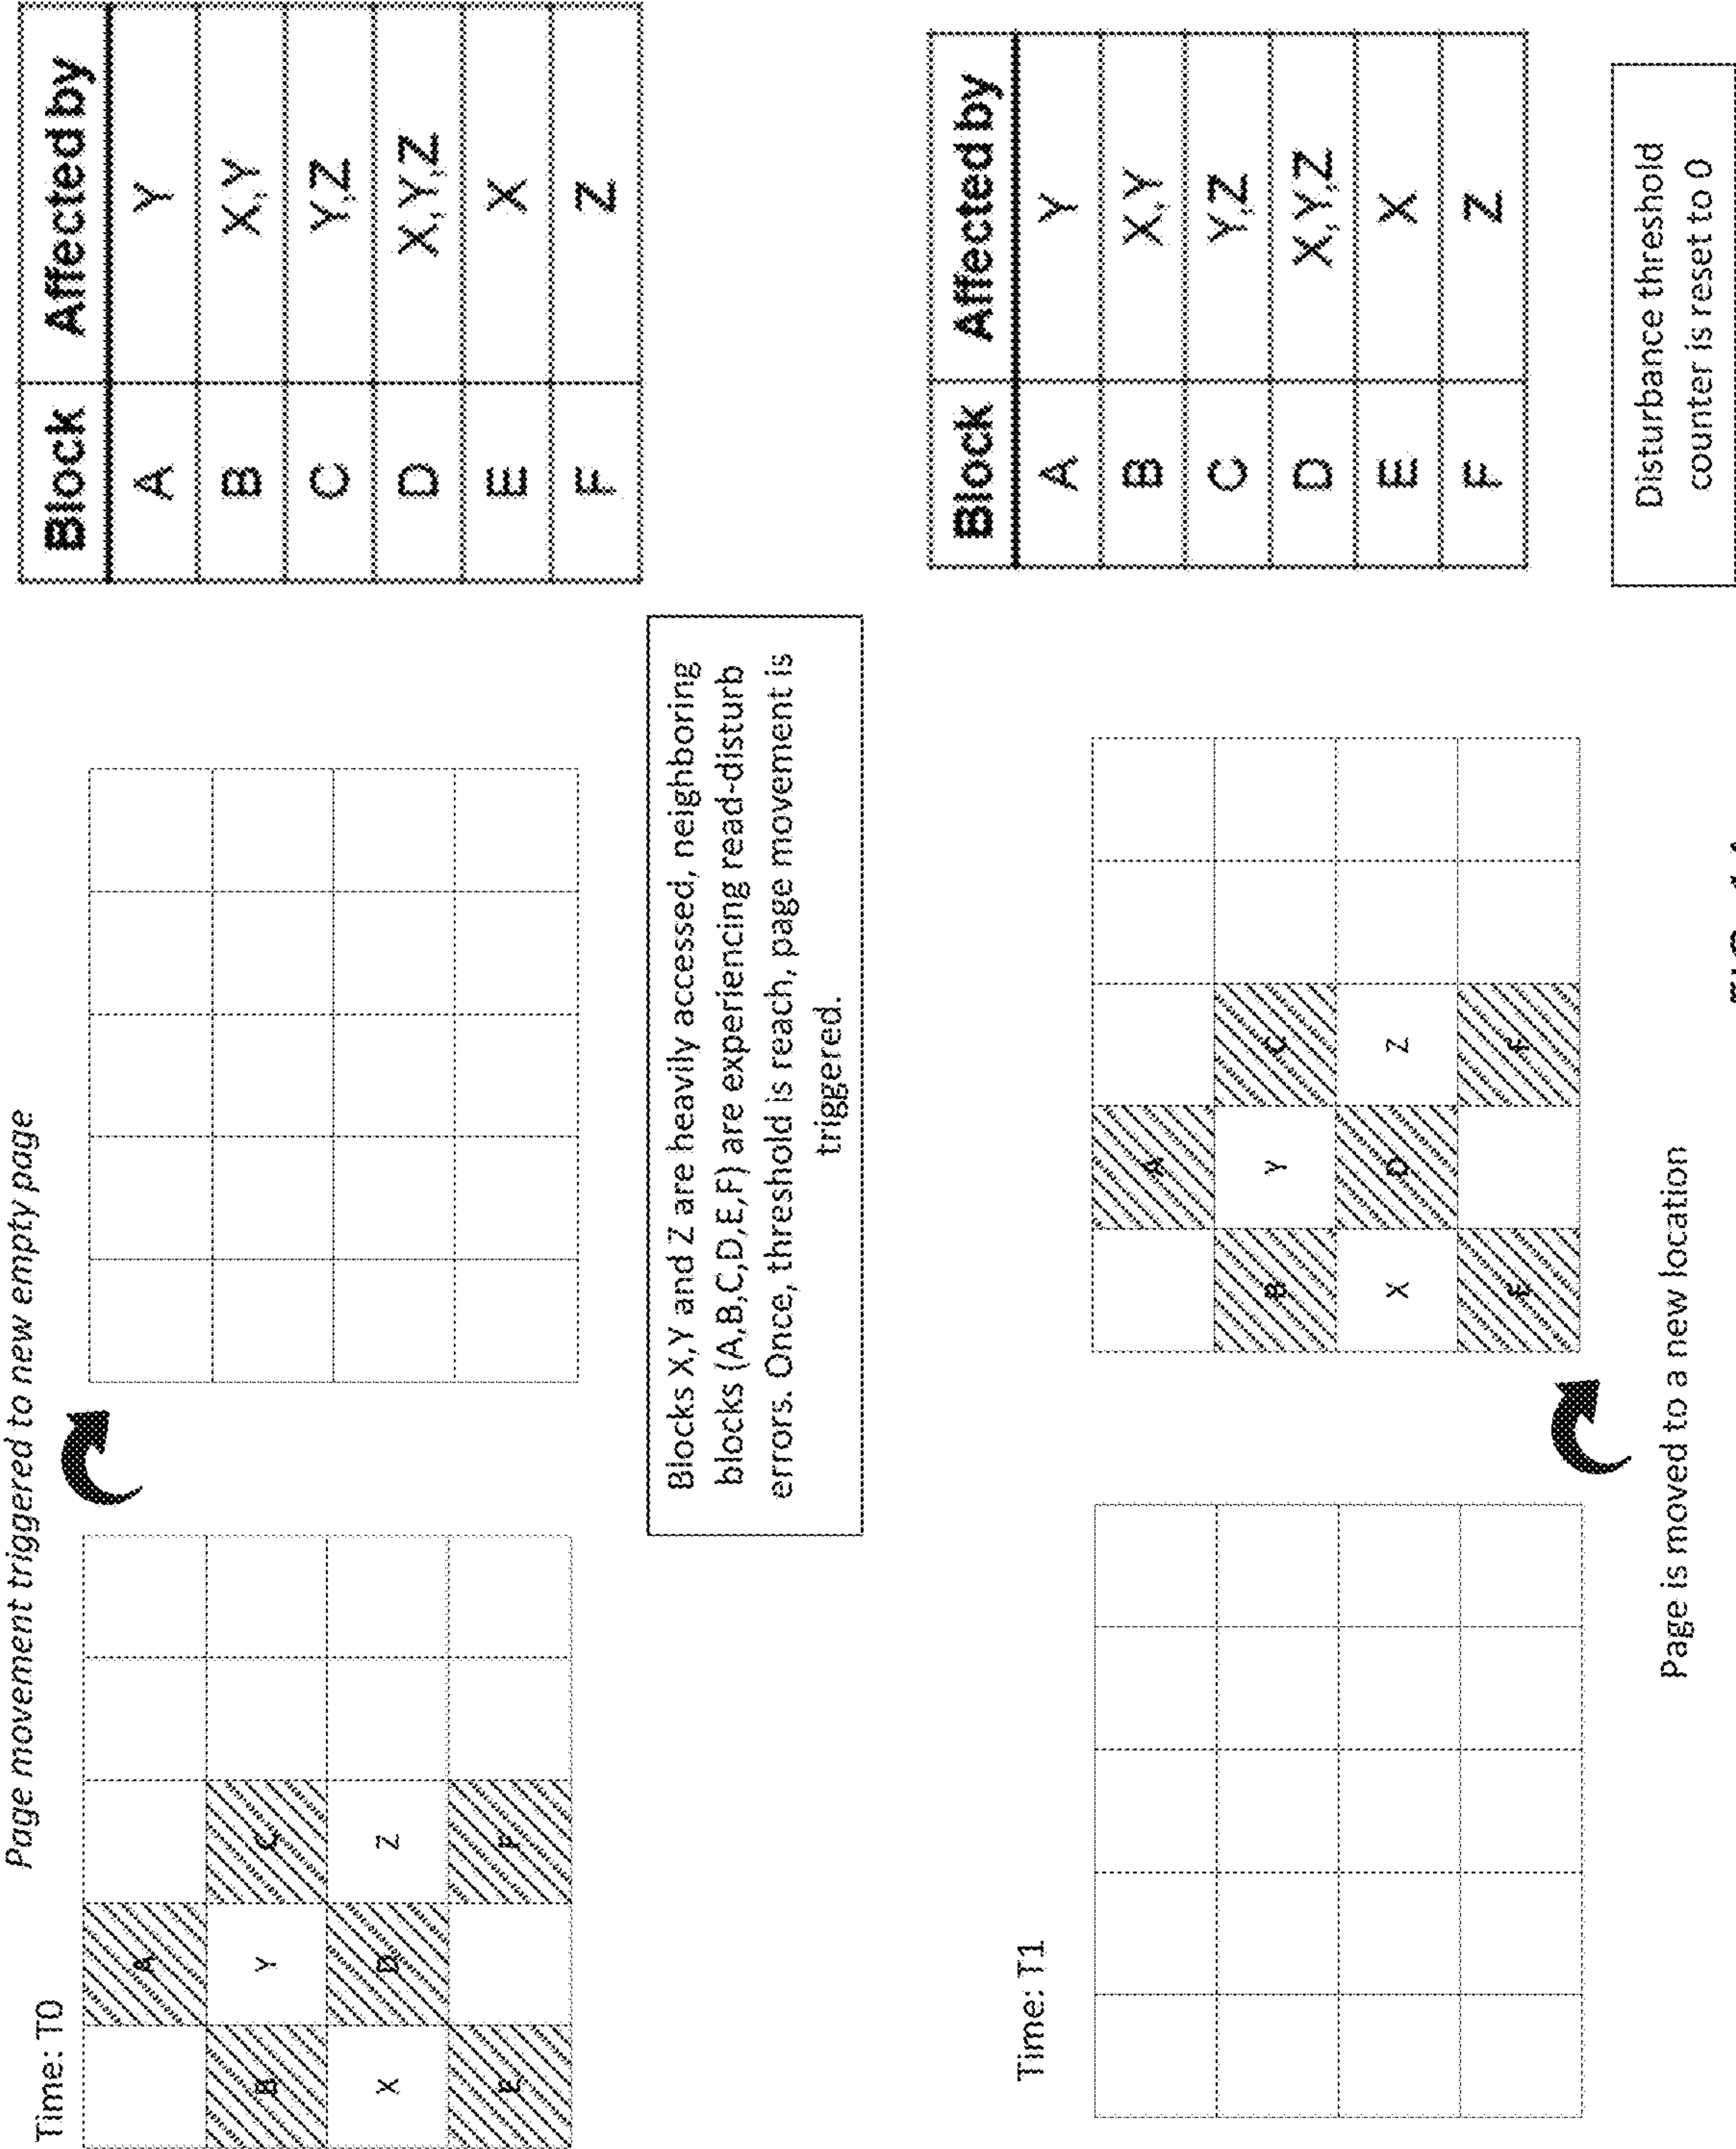 Page movement triggered to new empty page
Time: T0
A
B Y C
X D Z
E F
Block Affected by
A Y
B X,Y
C Y,Z
D X,Y,Z
E X
F Z
Blocks X,Y and Z are heavily accessed, neighboring
blocks (A,B,C,D,E,F) are experiencing read-disturb
errors. Once, threshold is reach, page movement is
triggered.
Time: T1
A
B Y C
X D Z
E F
Block Affected by
A Y
B X,Y
C Y,Z
D X,Y,Z
E X
F Z
Page is moved to a new location
Disturbance threshold
counter is reset to 0